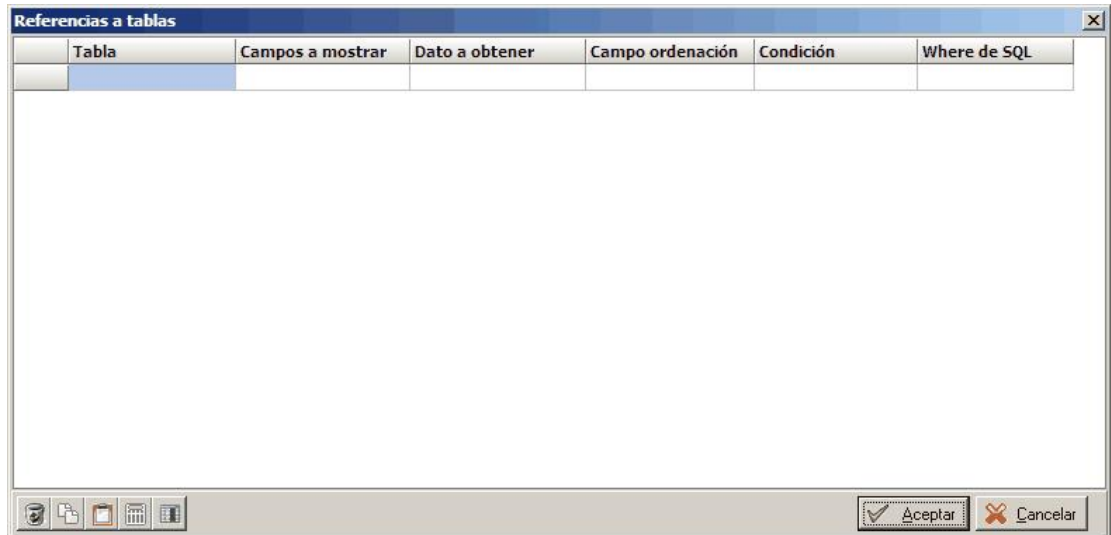 Referencias a tablas
Tabla Campos a mostrar Dato a obtener Campo ordenación Condición Where de SQL
Aceptar Cancelar